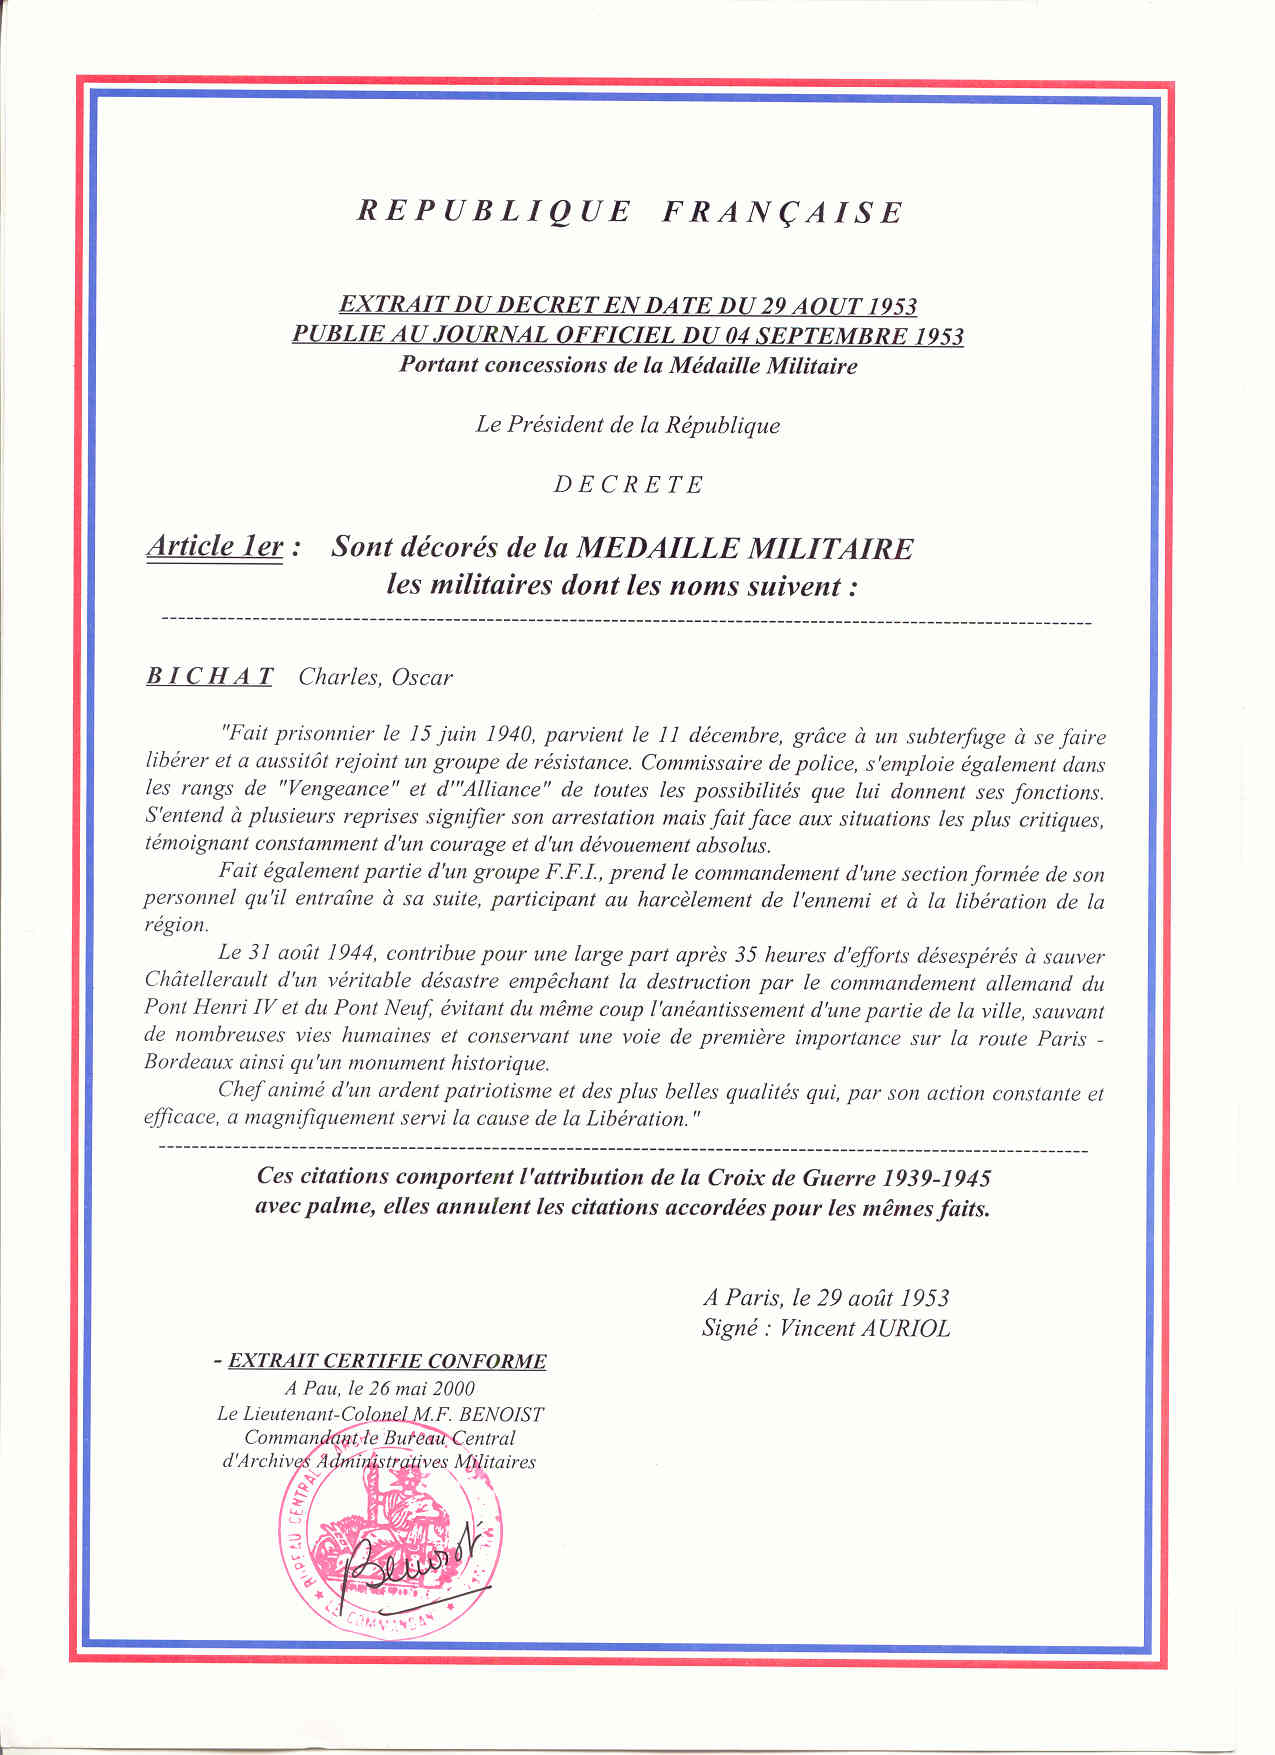 REPUBLIQUE FRANÇAISE
EXTRAIT DU DECRET EN DATE DU 29 AOUT 1953
PUBLIE AU JOURNAL OFFICIEL DU 04 SEPTEMBRE 1953
Portant concessions de la Médaille Militaire
Le Président de la République
DECRETE
Article 1er : Sont décorés de la MEDAILLE MILITAIRE
les militaires dont les noms suivent :
BICHAT Charles, Oscar
"Fait prisonnier le 15 juin 1940, parvient le 11 décembre, grâce à un subterfuge à se faire
libérer et a aussitôt rejoint un groupe de résistance. Commissaire de police, s'emploie également dans
les rangs de "Vengeance" et d'"Alliance" de toutes les possibilités que lui donnent ses fonctions.
S'entend à plusieurs reprises signifier son arrestation mais fait face aux situations les plus critiques,
témoignant constamment d'un courage et d'un dévouement absolus.
Fait également partie d'un groupe F.F.I., prend le commandement d'une section formée de son
personnel qu'il entraîne à sa suite, participant au harcèlement de l'ennemi et à la libération de la
région.
Le 31 août 1944, contribue pour une large part après 35 heures d'efforts désespérés à sauver
Châtellerault d'un véritable désastre empêchant la destruction par le commandement allemand du
Pont Henri IV et du Pont Neuf, évitant du même coup l'anéantissement d'une partie de la ville, sauvant
de nombreuses vies humaines et conservant une voie de première importance sur la route Paris -
Bordeaux ainsi qu'un monument historique.
Chef animé d'un ardent patriotisme et des plus belles qualités qui, par son action constante et
efficace, a magnifiquement servi la cause de la Libération."
Ces citations comportent l'attribution de la Croix de Guerre 1939-1945
avec palme, elles annulent les citations accordées pour les mêmes faits.
A Paris, le 29 août 1953
Signé : Vincent AURIOL
- EXTRAIT CERTIFIE CONFORME
A Pau, le 26 mai 2000
Le Lieutenant-Colonel M.F. BENOIST
Commandant le Bureau Central
d'Archives Administratives Militaires
BUREAU CENTRAL
LE COMMANDAN
Benoist